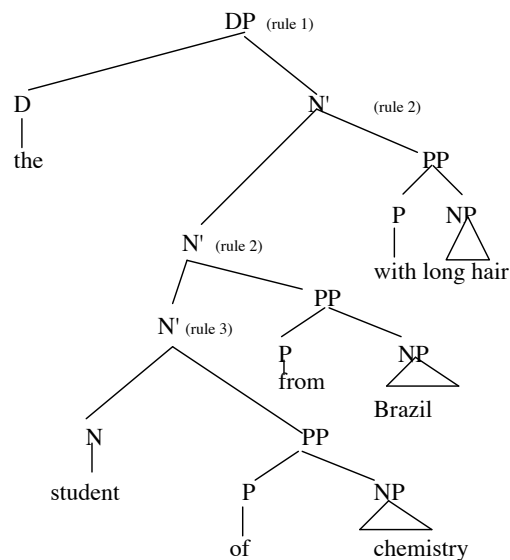 DP (rule 1)
D N' (rule 2)
the PP
P NP
N' (rule 2)
with long hair
PP
N' (rule 3)
P NP
from
Brazil
N PP
student P NP
of chemistry